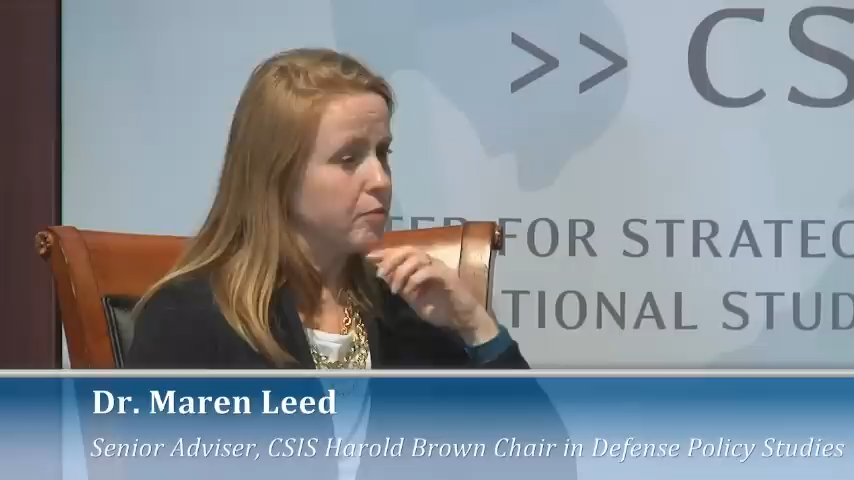 >> CS
FOR STRATEG
TIONAL STUD
Dr. Maren Leed
Senior Adviser, CSIS Harold Brown Chair in Defense Policy Studies